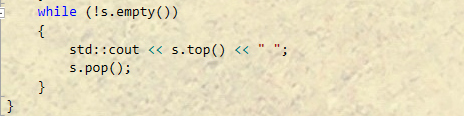 while (!s.empty())
{
std::cout << s.top() << " ";
s.pop();
}
}